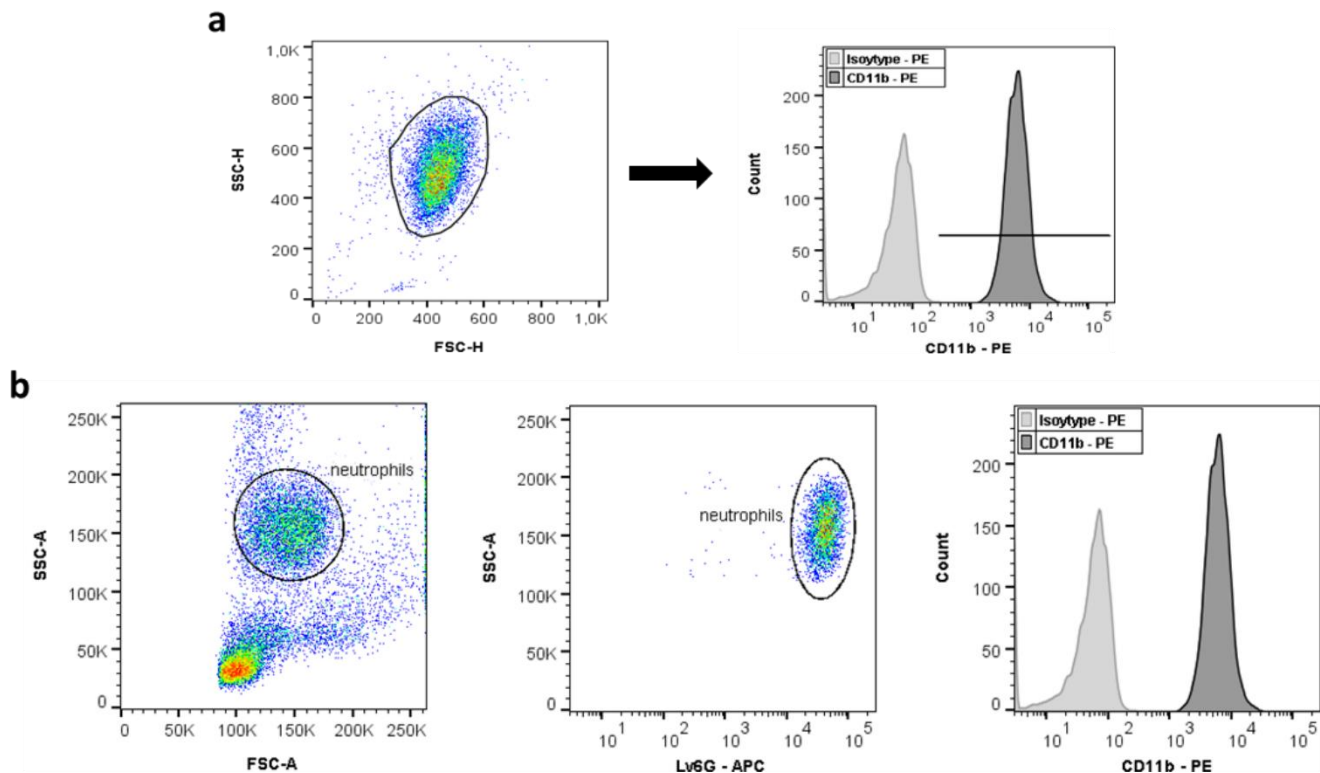 a
1,0K
800
600
400
200
0
SSC-H
0 200 400 600 800 1,0K
FSC-H
Isoytype - PE
CD11b - PE
200
150
100
50
0
Count
10^1 10^2 10^3 10^4 10^5
CD11b - PE
b
250K
200K
150K
100K
50K
0
SSC-A
neutrophils
0 50K 100K 150K 200K 250K
FSC-A
250K
200K
150K
100K
50K
0
SSC-A
neutrophils
10^1 10^2 10^3 10^4 10^5
Ly6G - APC
Isoytype - PE
CD11b - PE
200
150
100
50
0
Count
10^1 10^2 10^3 10^4 10^5
CD11b - PE